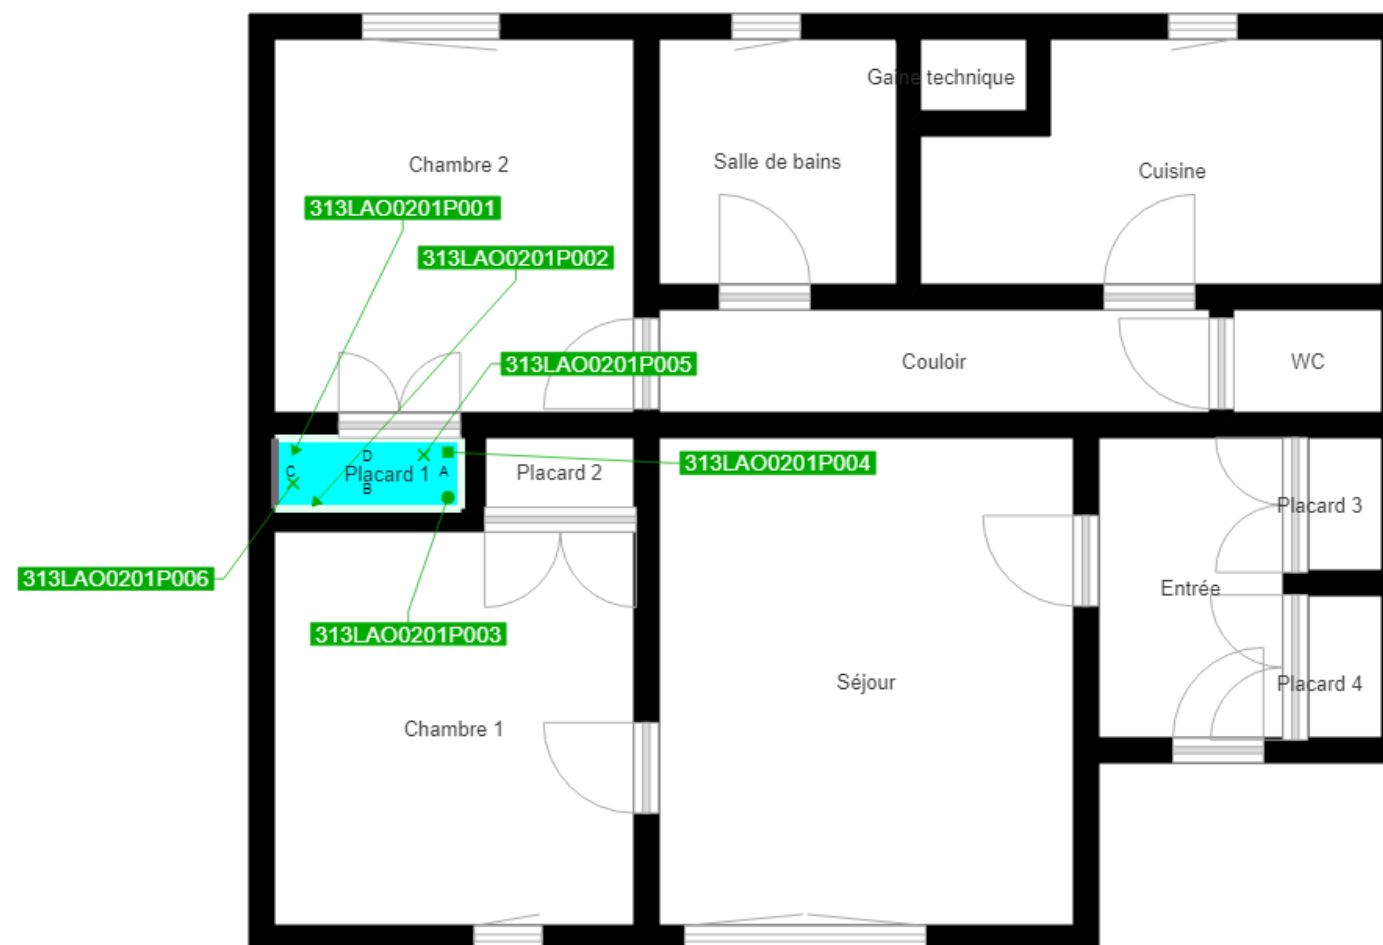 Gaine technique
Chambre 2
Salle de bains
Cuisine
313LAO0201P001
313LAO0201P002
313LAO0201P005
Couloir
WC
D
C
Placard 1
A
B
313LAO0201P004
Placard 2
Placard 3
313LAO0201P006
Entrée
313LAO0201P003
Séjour
Placard 4
Chambre 1